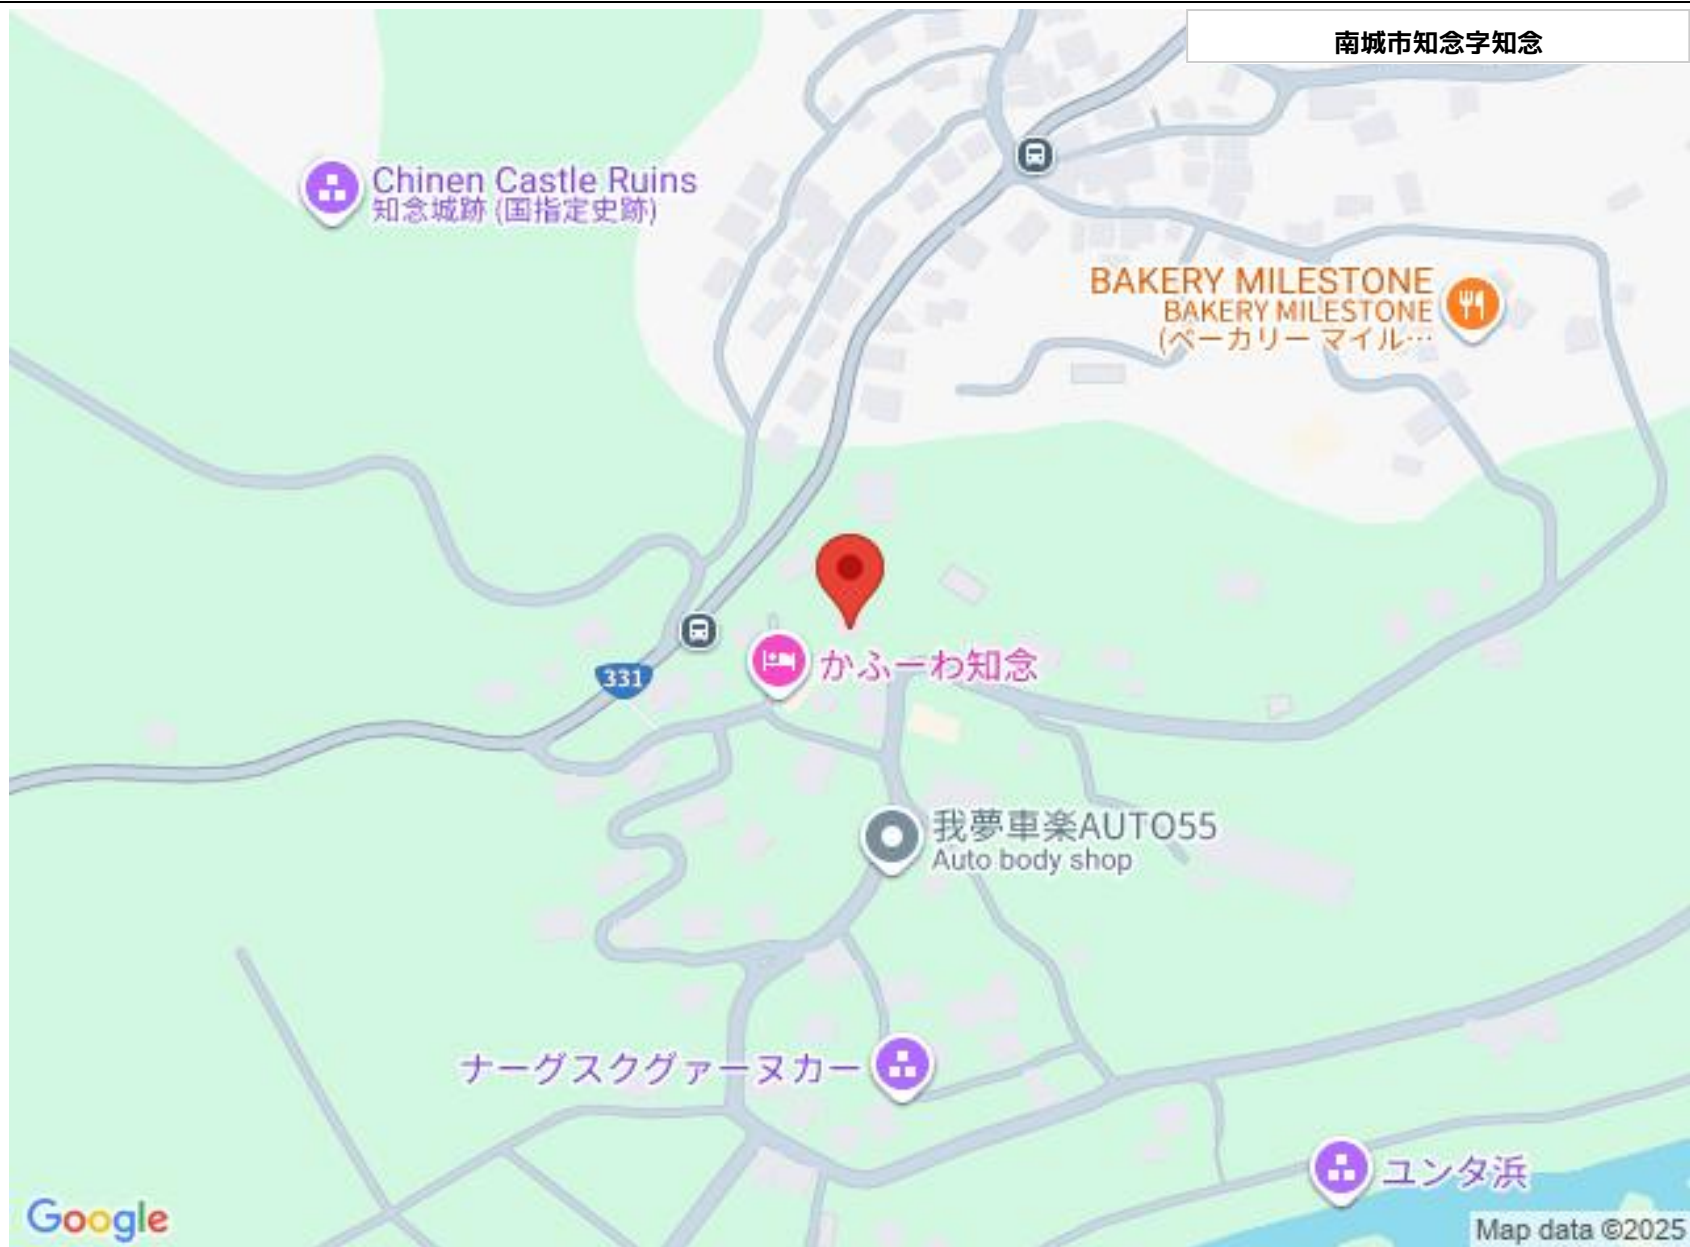 南城市知念字知念
Chinen Castle Ruins
知念城跡 (国指定史跡)
BAKERY MILESTONE
BAKERY MILESTONE
(ベーカリー マイル…
かふーわ知念
331
我夢車楽AUTO55
Auto body shop
ナーグスクグァーヌカー
ユンタ浜
Google
Map data ©2025